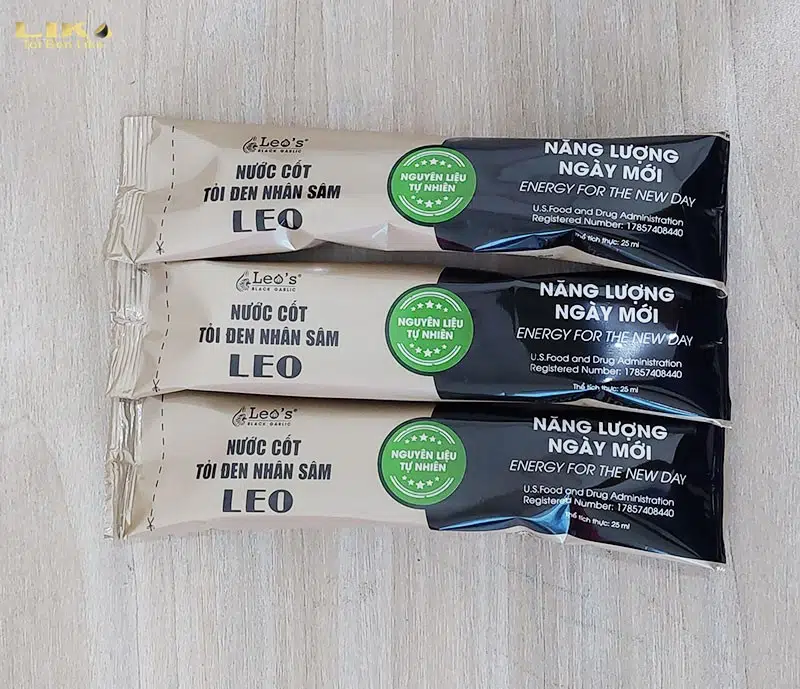 LIKO
Tỏi Đen Liko
Leo's®
BLACK GARLIC
NƯỚC CỐT
TỎI ĐEN NHÂN SÂM
LEO
NGUYÊN LIỆU
TỰ NHIÊN
NĂNG LƯỢNG
NGÀY MỚI
ENERGY FOR THE NEW DAY
U.S.Food and Drug Administration
Registered Number: 17857408440
Thể tích thực: 25 ml
Leo's®
BLACK GARLIC
NƯỚC CỐT
TỎI ĐEN NHÂN SÂM
LEO
NGUYÊN LIỆU
TỰ NHIÊN
NĂNG LƯỢNG
NGÀY MỚI
ENERGY FOR THE NEW DAY
U.S.Food and Drug Administration
Registered Number: 17857408440
Thể tích thực: 25 ml
Leo's®
BLACK GARLIC
NƯỚC CỐT
TỎI ĐEN NHÂN SÂM
LEO
NGUYÊN LIỆU
TỰ NHIÊN
NĂNG LƯỢNG
NGÀY MỚI
ENERGY FOR THE NEW DAY
U.S.Food and Drug Administration
Registered Number: 17857408440
Thể tích thực: 25 ml